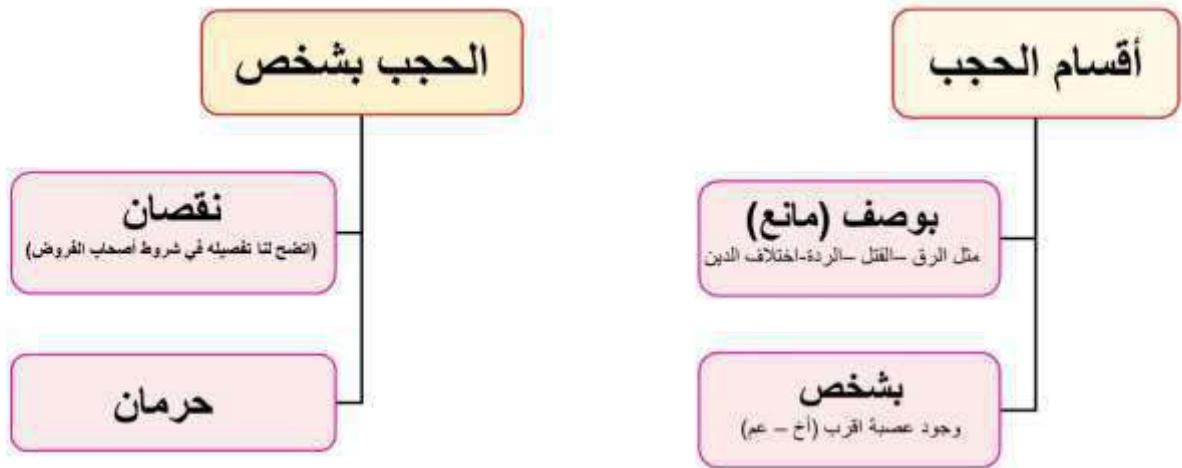 أقسام الحجب
بوصف (مانع)
مثل الرق –القتل –الردة-اختلاف الدين
بشخص
وجود عصبة اقرب (أخ – عم)
الحجب بشخص
نقصان
(اتضح لنا تفصيله في شروط أصحاب الفروض)
حرمان